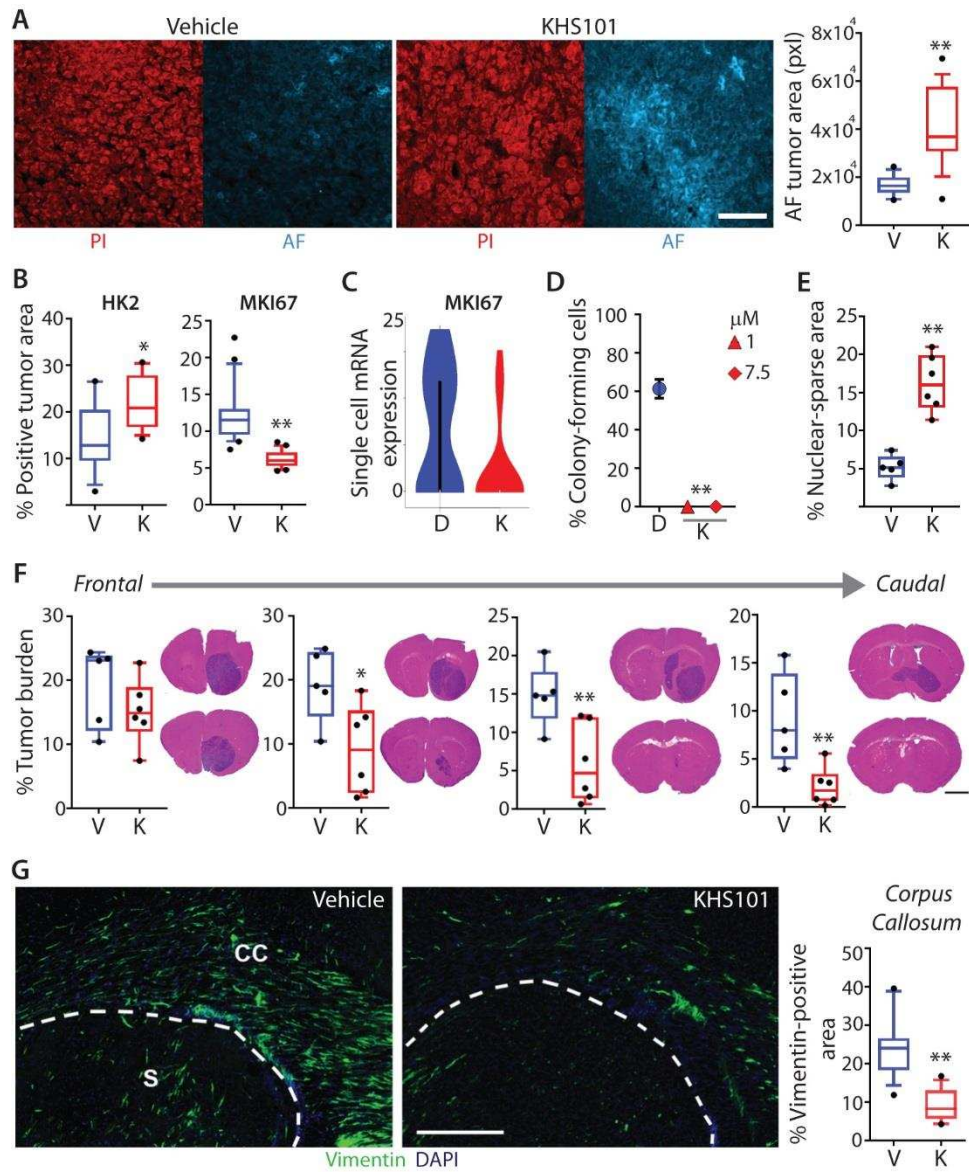 A
Vehicle
KHS101
PI
AF
PI
AF
AF tumor area (pxl)
8x10⁴
6x10⁴
4x10⁴
2x10⁴
0
**
V
K
B
HK2
MKI67
% Positive tumor area
40
30
20
10
0
*
V
K
25
20
15
10
5
0
**
V
K
C
MKI67
Single cell mRNA
expression
25
0
D
K
D
% Colony-forming cells
100
80
60
40
20
0
μM
1
7.5
**
D
K
E
% Nuclear-sparse area
25
20
15
10
5
0
**
V
K
F
Frontal
Caudal
% Tumor burden
30
20
10
0
V
K
30
20
10
0
*
V
K
25
20
15
10
5
0
**
V
K
20
15
10
5
0
**
V
K
G
Vehicle
CC
S
KHS101
Vimentin DAPI
Corpus
Callosum
% Vimentin-positive
area
50
40
30
20
10
0
**
V
K